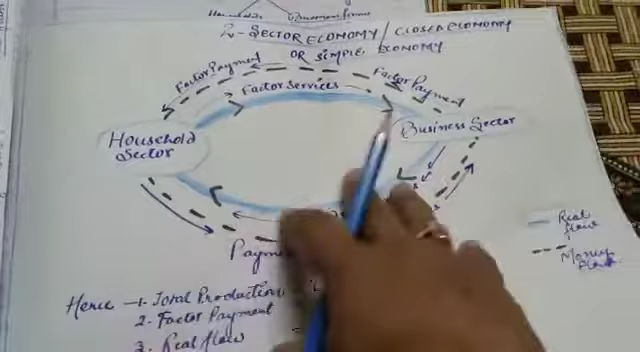 2-SECTOR ECONOMY/CLOSED ECONOMY
OR SIMPLE ECONOMY
Factor Payment
Factor Payment
Factor Services
Household
Sector
Business Sector
Real
flow
Money
flow
Hence - 1. Total Production
2. Factor Payment
3. Real flow